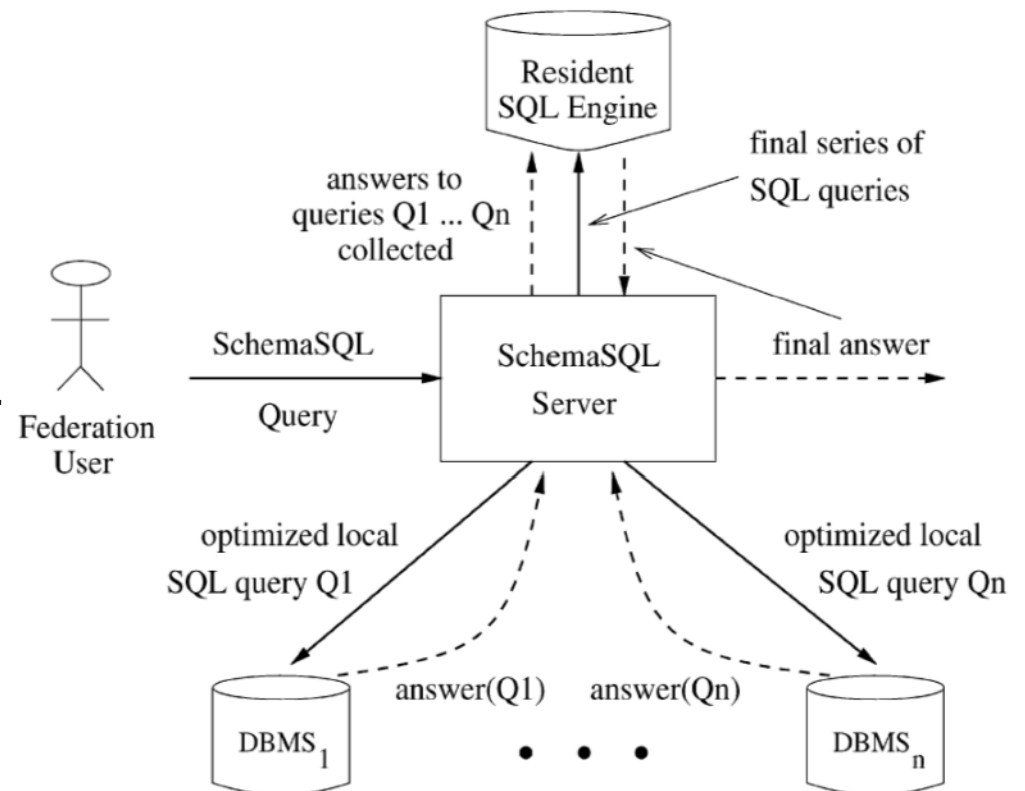 Resident
SQL Engine
final series of
SQL queries
answers to
queries Q1 ... Qn
collected
SchemaSQL
Query
SchemaSQL
Server
final answer
Federation
User
optimized local
SQL query Q1
optimized local
SQL query Qn
answer(Q1)
answer(Qn)
DBMS1
DBMSn